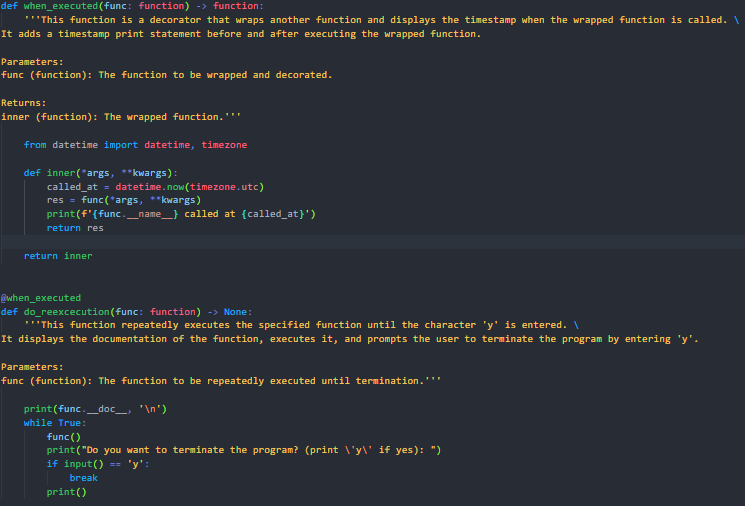 def when_executed(func: function) -> function:
    '''This function is a decorator that wraps another function and displays the timestamp when the wrapped function is called. \
It adds a timestamp print statement before and after executing the wrapped function.

Parameters:
func (function): The function to be wrapped and decorated.

Returns:
inner (function): The wrapped function.'''

    from datetime import datetime, timezone

    def inner(*args, **kwargs):
        called_at = datetime.now(timezone.utc)
        res = func(*args, **kwargs)
        print(f'{func.__name__} called at {called_at}')
        return res

    return inner


@when_executed
def do_reexcecution(func: function) -> None:
    '''This function repeatedly executes the specified function until the character 'y' is entered. \
It displays the documentation of the function, executes it, and prompts the user to terminate the program by entering 'y'.

Parameters:
func (function): The function to be repeatedly executed until termination.'''

    print(func.__doc__, '\n')
    while True:
        func()
        print("Do you want to terminate the program? (print \'y\' if yes): ")
        if input() == 'y':
            break
        print()